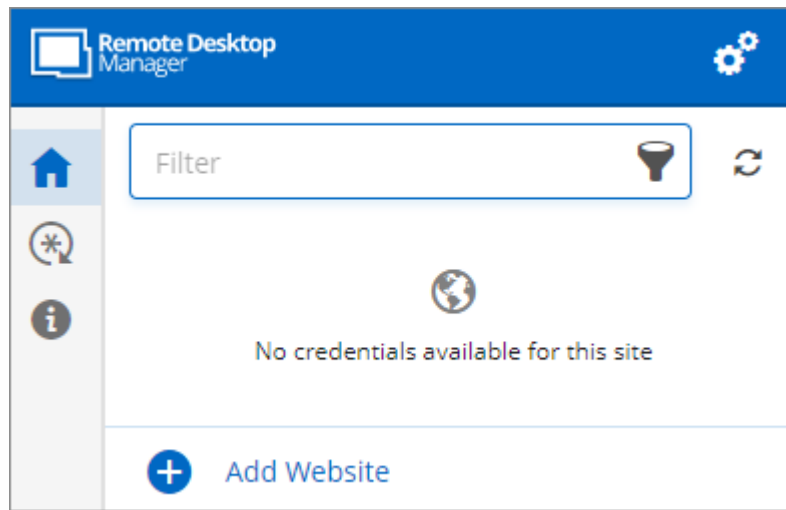 Remote Desktop
Manager
Filter
No credentials available for this site
Add Website